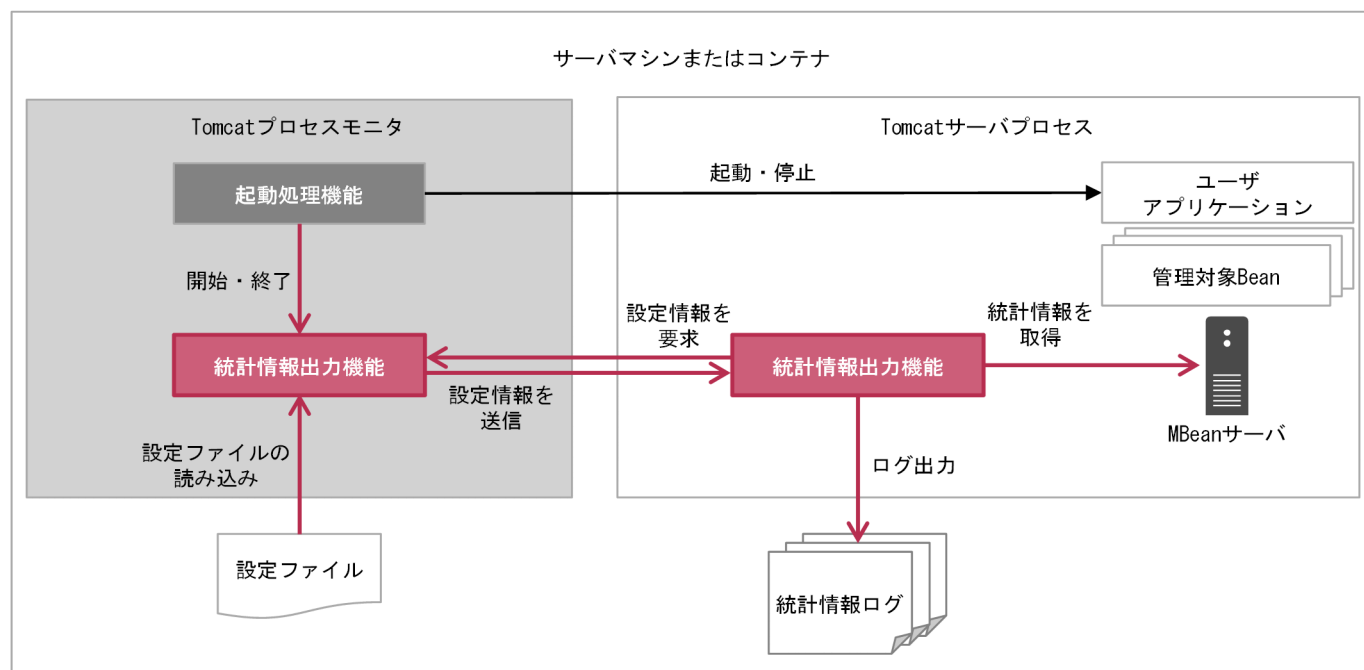 サーバマシンまたはコンテナ
Tomcatプロセスモニタ
Tomcatサーバプロセス
起動処理機能
起動・停止
ユーザ
アプリケーション
管理対象Bean
開始・終了
設定情報を
要求
統計情報を
取得
統計情報出力機能
統計情報出力機能
設定情報を
送信
MBeanサーバ
設定ファイルの
読み込み
ログ出力
設定ファイル
統計情報ログ